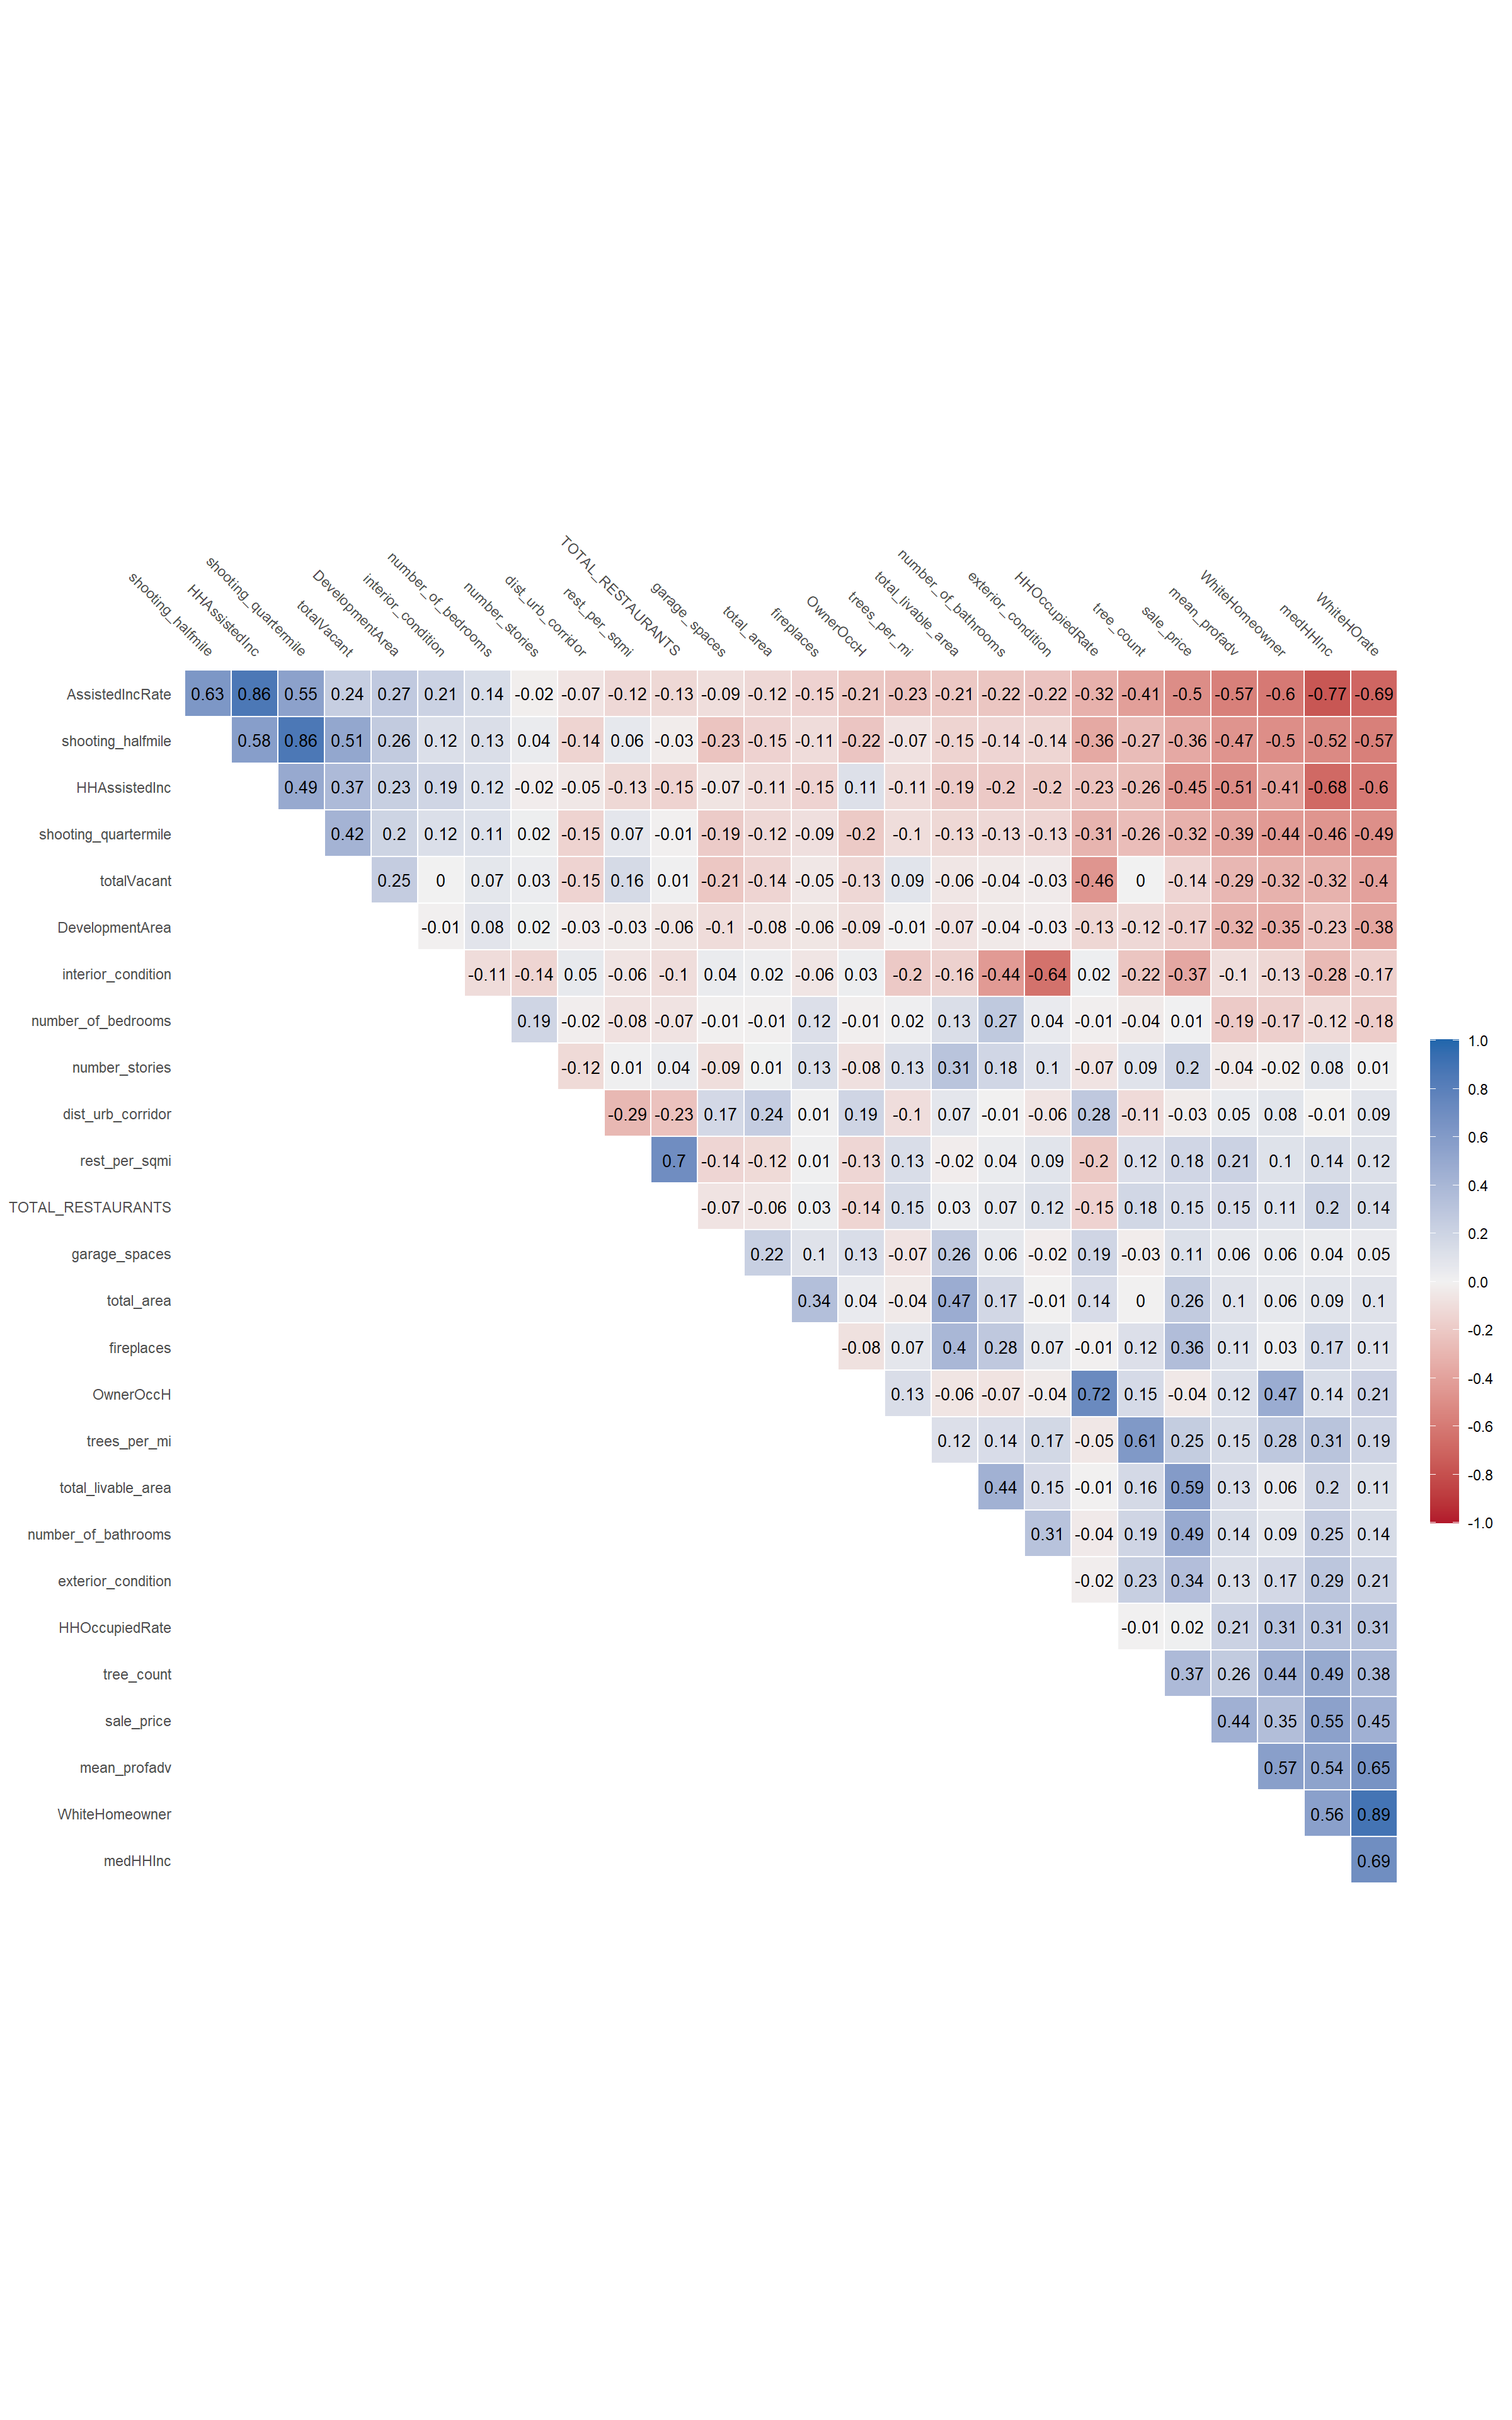 shooting_halfmile
HHAssistedInc
shooting_quartermile
totalVacant
DevelopmentArea
interior_condition
number_of_bedrooms
number_stories
dist_urb_corridor
rest_per_sqmi
TOTAL_RESTAURANTS
garage_spaces
total_area
fireplaces
OwnerOccH
trees_per_mi
total_livable_area
number_of_bathrooms
exterior_condition
HHOccupiedRate
tree_count
sale_price
mean_profadv
WhiteHomeowner
medHHInc
WhiteHOrate
AssistedIncRate 0.63 0.86 0.55 0.24 0.27 0.21 0.14 -0.02 -0.07 -0.12 -0.13 -0.09 -0.12 -0.15 -0.21 -0.23 -0.21 -0.22 -0.22 -0.32 -0.41 -0.5 -0.57 -0.6 -0.77 -0.69
shooting_halfmile 0.58 0.86 0.51 0.26 0.12 0.13 0.04 -0.14 0.06 -0.03 -0.23 -0.15 -0.11 -0.22 -0.07 -0.15 -0.14 -0.14 -0.36 -0.27 -0.36 -0.47 -0.5 -0.52 -0.57
HHAssistedInc 0.49 0.37 0.23 0.19 0.12 -0.02 -0.05 -0.13 -0.15 -0.07 -0.11 -0.15 0.11 -0.11 -0.19 -0.2 -0.2 -0.23 -0.26 -0.45 -0.51 -0.41 -0.68 -0.6
shooting_quartermile 0.42 0.2 0.12 0.11 0.02 -0.15 0.07 -0.01 -0.19 -0.12 -0.09 -0.2 -0.1 -0.13 -0.13 -0.13 -0.31 -0.26 -0.32 -0.39 -0.44 -0.46 -0.49
totalVacant 0.25 0 0.07 0.03 -0.15 0.16 0.01 -0.21 -0.14 -0.05 -0.13 0.09 -0.06 -0.04 -0.03 -0.46 0 -0.14 -0.29 -0.32 -0.32 -0.4
DevelopmentArea -0.01 0.08 0.02 -0.03 -0.03 -0.06 -0.1 -0.08 -0.06 -0.09 -0.01 -0.07 -0.04 -0.03 -0.13 -0.12 -0.17 -0.32 -0.35 -0.23 -0.38
interior_condition -0.11 -0.14 0.05 -0.06 -0.1 0.04 0.02 -0.06 0.03 -0.2 -0.16 -0.44 -0.64 0.02 -0.22 -0.37 -0.1 -0.13 -0.28 -0.17
number_of_bedrooms 0.19 -0.02 -0.08 -0.07 -0.01 -0.01 0.12 -0.01 0.02 0.13 0.27 0.04 -0.01 -0.04 0.01 -0.19 -0.17 -0.12 -0.18
number_stories -0.12 0.01 0.04 -0.09 0.01 0.13 -0.08 0.13 0.31 0.18 0.1 -0.07 0.09 0.2 -0.04 -0.02 0.08 0.01
dist_urb_corridor -0.29 -0.23 0.17 0.24 0.01 0.19 -0.1 0.07 -0.01 -0.06 0.28 -0.11 -0.03 0.05 0.08 -0.01 0.09
rest_per_sqmi 0.7 -0.14 -0.12 0.01 -0.13 0.13 -0.02 0.04 0.09 -0.2 0.12 0.18 0.21 0.1 0.14 0.12
TOTAL_RESTAURANTS -0.07 -0.06 0.03 -0.14 0.15 0.03 0.07 0.12 -0.15 0.18 0.15 0.15 0.11 0.2 0.14
garage_spaces 0.22 0.1 0.13 -0.07 0.26 0.06 -0.02 0.19 -0.03 0.11 0.06 0.06 0.04 0.05
total_area 0.34 0.04 -0.04 0.47 0.17 -0.01 0.14 0 0.26 0.1 0.06 0.09 0.1
fireplaces -0.08 0.07 0.4 0.28 0.07 -0.01 0.12 0.36 0.11 0.03 0.17 0.11
OwnerOccH 0.13 -0.06 -0.07 -0.04 0.72 0.15 -0.04 0.12 0.47 0.14 0.21
trees_per_mi 0.12 0.14 0.17 -0.05 0.61 0.25 0.15 0.28 0.31 0.19
total_livable_area 0.44 0.15 -0.01 0.16 0.59 0.13 0.06 0.2 0.11
number_of_bathrooms 0.31 -0.04 0.19 0.49 0.14 0.09 0.25 0.14
exterior_condition -0.02 0.23 0.34 0.13 0.17 0.29 0.21
HHOccupiedRate -0.01 0.02 0.21 0.31 0.31 0.31
tree_count 0.37 0.26 0.44 0.49 0.38
sale_price 0.44 0.35 0.55 0.45
mean_profadv 0.57 0.54 0.65
WhiteHomeowner 0.56 0.89
medHHInc 0.69
1.0
0.8
0.6
0.4
0.2
0.0
-0.2
-0.4
-0.6
-0.8
-1.0